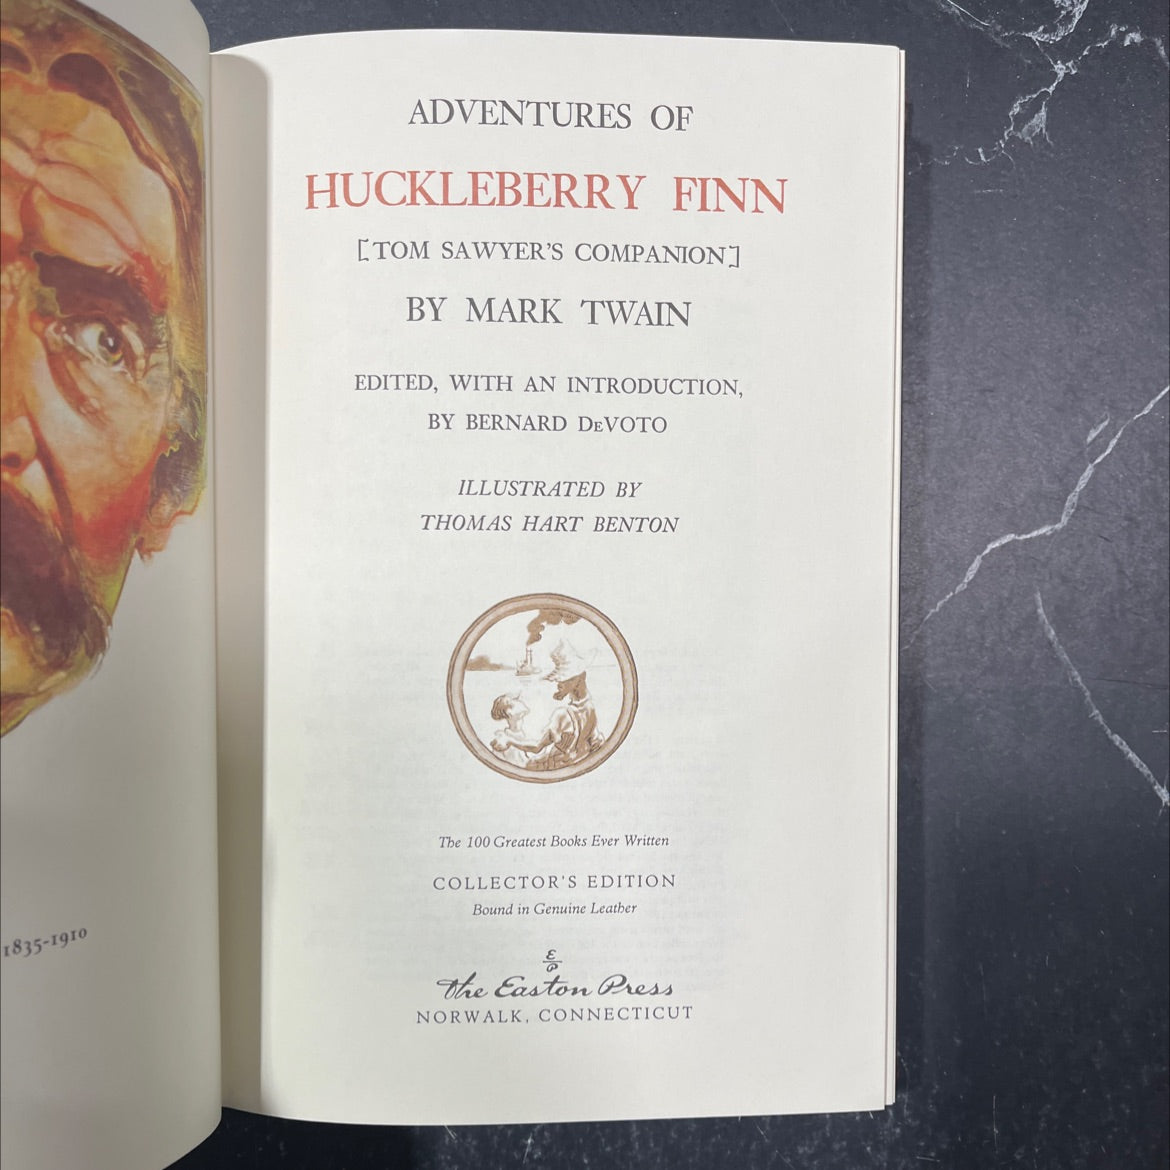 1835-1910
ADVENTURES OF
HUCKLEBERRY FINN
[TOM SAWYER'S COMPANION]
BY MARK TWAIN
EDITED, WITH AN INTRODUCTION,
BY BERNARD DeVOTO
ILLUSTRATED BY
THOMAS HART BENTON
The 100 Greatest Books Ever Written
COLLECTOR'S EDITION
Bound in Genuine Leather
E/P
The Easton Press
NORWALK, CONNECTICUT